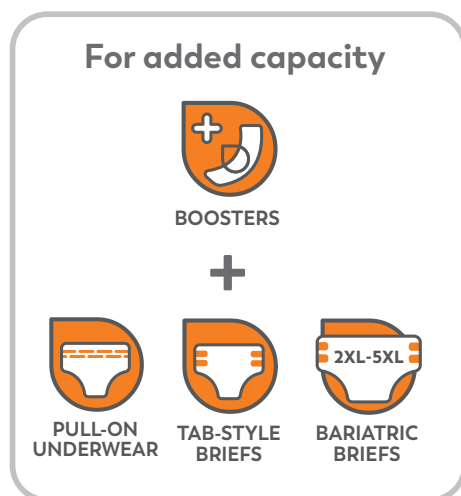 For added capacity
BOOSTERS
+
PULL-ON
UNDERWEAR
TAB-STYLE
BRIEFS
2XL-5XL
BARIATRIC
BRIEFS